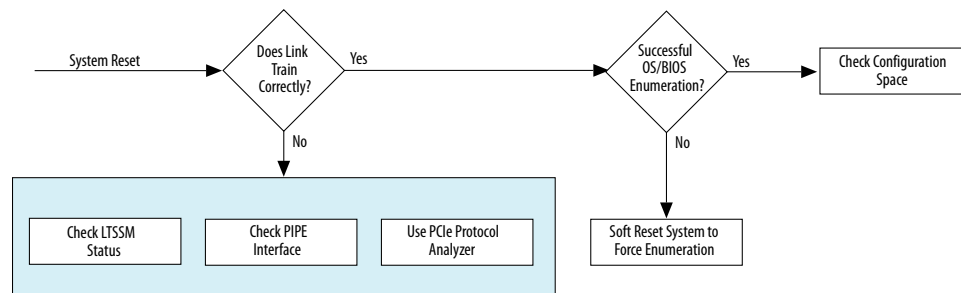 System Reset
Does Link
Train
Correctly?
Yes
Successful
OS/BIOS
Enumeration?
Yes
Check Configuration
Space
No
No
Check LTSSM
Status
Check PIPE
Interface
Use PCIe Protocol
Analyzer
Soft Reset System to
Force Enumeration